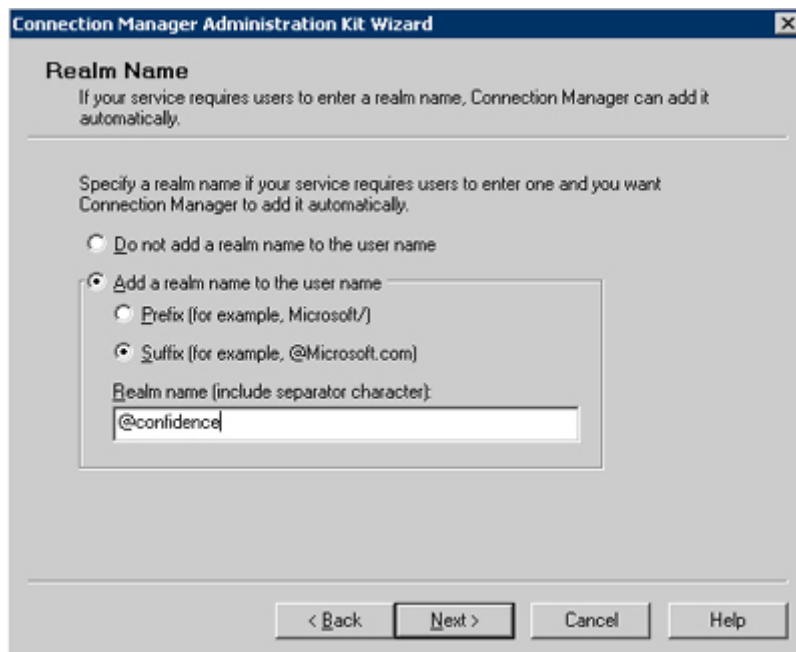 Connection Manager Administration Kit Wizard
Realm Name
If your service requires users to enter a realm name, Connection Manager can add it
automatically.
Specify a realm name if your service requires users to enter one and you want
Connection Manager to add it automatically.
Do not add a realm name to the user name
Add a realm name to the user name
Prefix (for example, Microsoft/)
Suffix (for example, @Microsoft.com)
Realm name (include separator character):
@confidence
< Back Next > Cancel Help